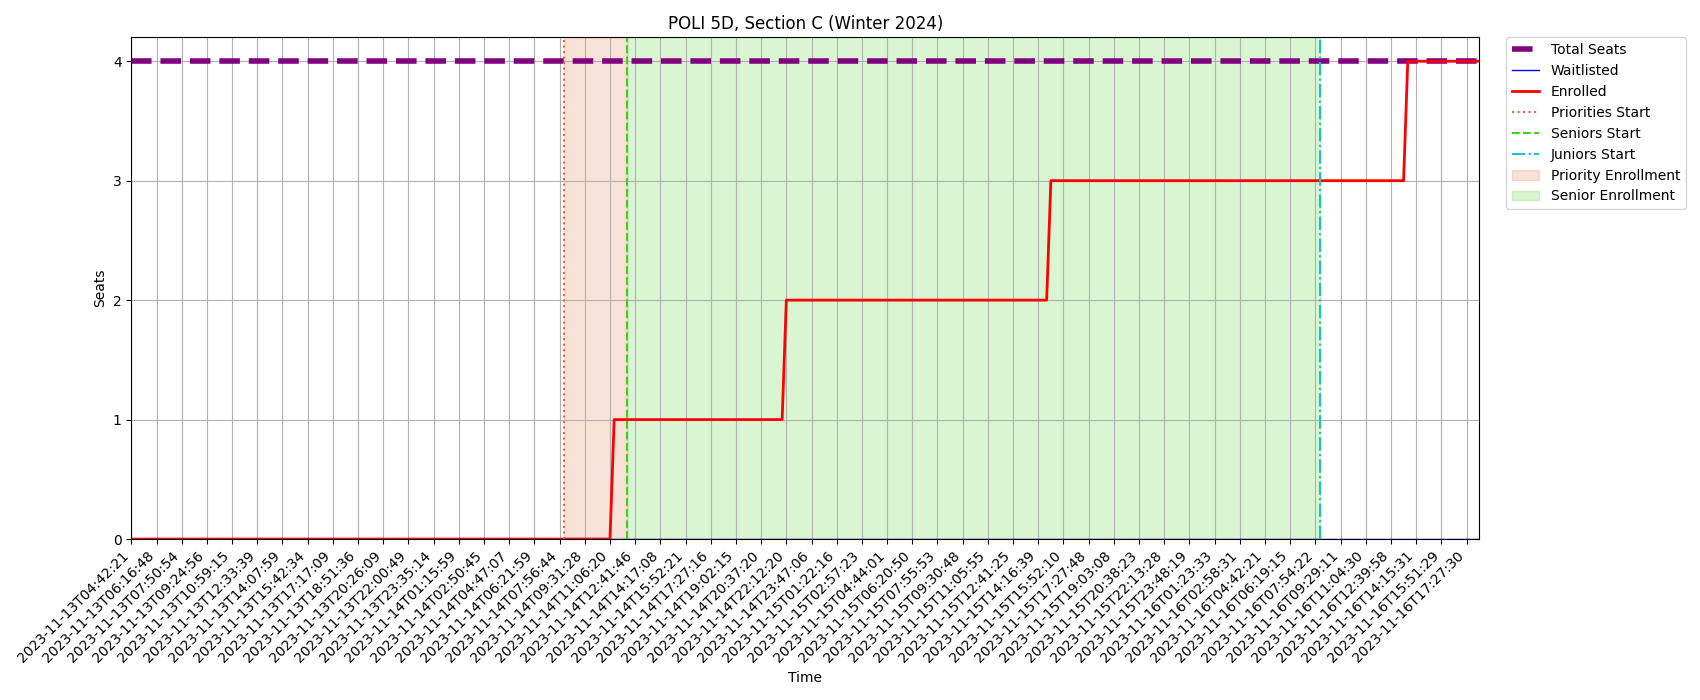 POLI 5D, Section C (Winter 2024)
Total Seats
Waitlisted
Enrolled
Priorities Start
Seniors Start
Juniors Start
Priority Enrollment
Senior Enrollment
Seats
4
3
2
1
0
2023-11-13T04:42:21
2023-11-13T06:16:48
2023-11-13T07:50:54
2023-11-13T09:24:56
2023-11-13T10:59:15
2023-11-13T12:33:39
2023-11-13T14:07:59
2023-11-13T15:42:34
2023-11-13T17:17:09
2023-11-13T18:51:36
2023-11-13T20:26:09
2023-11-13T22:00:49
2023-11-13T23:35:14
2023-11-14T01:15:59
2023-11-14T02:50:45
2023-11-14T04:47:07
2023-11-14T06:21:59
2023-11-14T07:56:44
2023-11-14T09:31:28
2023-11-14T11:06:20
2023-11-14T12:41:46
2023-11-14T14:17:08
2023-11-14T15:52:21
2023-11-14T17:27:16
2023-11-14T19:02:15
2023-11-14T20:37:20
2023-11-14T22:12:20
2023-11-14T23:47:06
2023-11-15T01:22:16
2023-11-15T02:57:23
2023-11-15T04:44:01
2023-11-15T06:20:50
2023-11-15T07:55:53
2023-11-15T09:30:48
2023-11-15T11:05:55
2023-11-15T12:41:25
2023-11-15T14:16:39
2023-11-15T15:52:10
2023-11-15T17:27:48
2023-11-15T19:03:08
2023-11-15T20:38:23
2023-11-15T22:13:28
2023-11-15T23:48:19
2023-11-16T01:23:33
2023-11-16T02:58:31
2023-11-16T04:42:21
2023-11-16T06:19:15
2023-11-16T07:54:22
2023-11-16T09:29:11
2023-11-16T11:04:30
2023-11-16T12:39:58
2023-11-16T14:15:31
2023-11-16T15:51:29
2023-11-16T17:27:30
Time